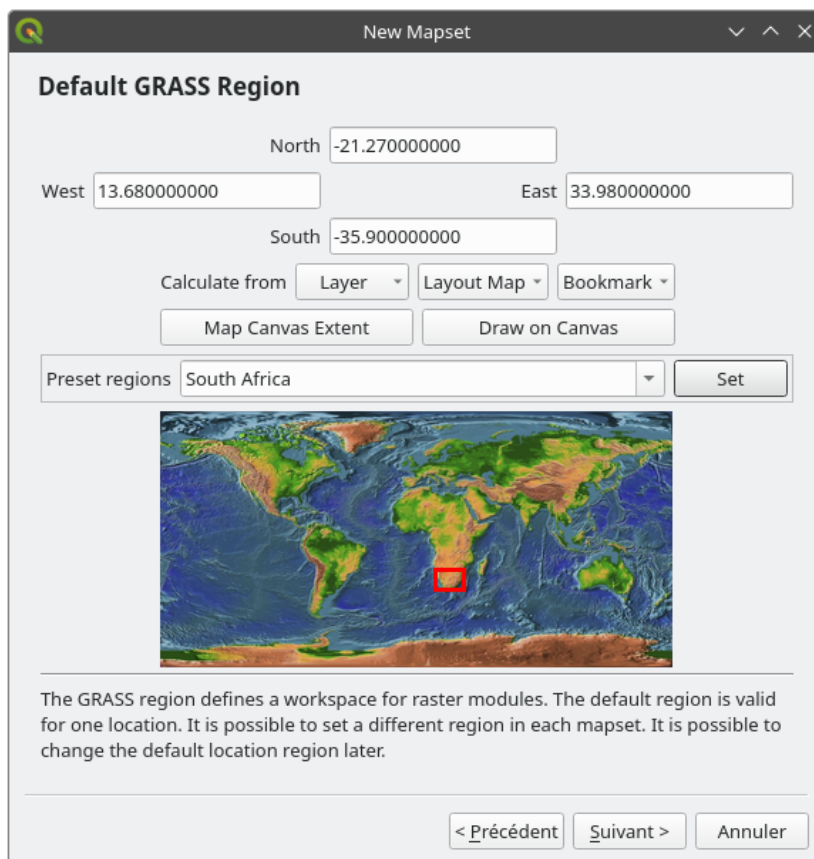 New Mapset
Default GRASS Region
North -21.270000000
West 13.680000000 East 33.980000000
South -35.900000000
Calculate from Layer Layout Map Bookmark
Map Canvas Extent Draw on Canvas
Preset regions South Africa Set
The GRASS region defines a workspace for raster modules. The default region is valid
for one location. It is possible to set a different region in each mapset. It is possible to
change the default location region later.
< Précédent Suivant > Annuler